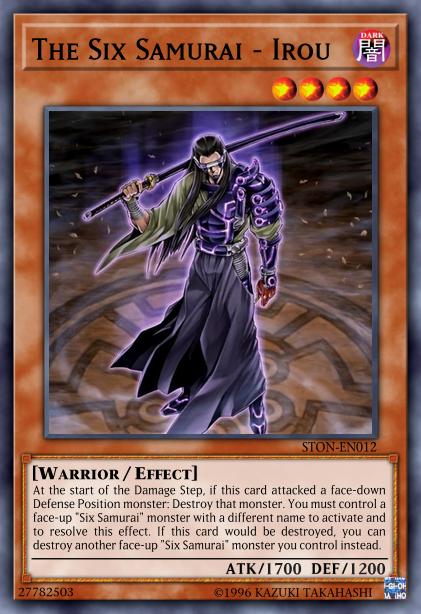 The Six Samurai - Irou
DARK
闇
STON-EN012
[Warrior / Effect]
At the start of the Damage Step, if this card attacked a face-down
Defense Position monster: Destroy that monster. You must control a
face-up "Six Samurai" monster with a different name to activate and
to resolve this effect. If this card would be destroyed, you can
destroy another face-up "Six Samurai" monster you control instead.
ATK/1700 DEF/1200
27782503
©1996 KAZUKI TAKAHASHI